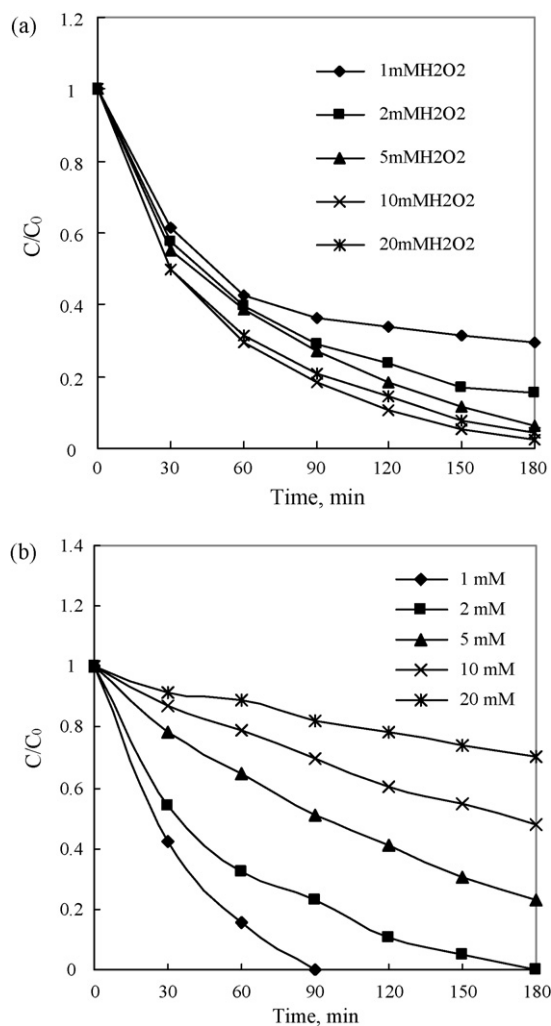 (a)
1.2
1
0.8
0.6
0.4
0.2
0
C/C0
1mMH2O2
2mMH2O2
5mMH2O2
10mMH2O2
20mMH2O2
0 30 60 90 120 150 180
Time, min
(b)
1.4
1.2
1
0.8
0.6
0.4
0.2
0
C/C0
1 mM
2 mM
5 mM
10 mM
20 mM
0 30 60 90 120 150 180
Time, min